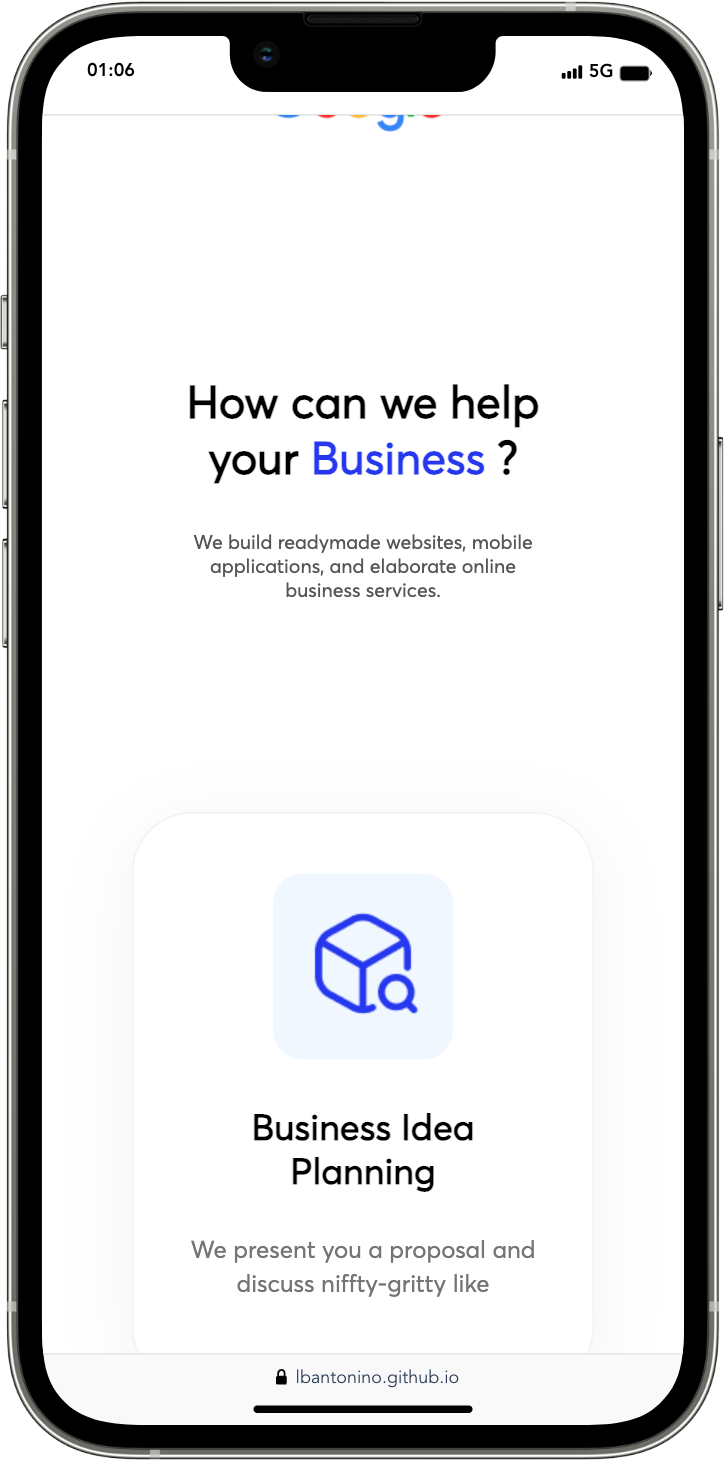 01:06
5G
Google
How can we help
your Business ?
We build readymade websites, mobile
applications, and elaborate online
business services.
Business Idea
Planning
We present you a proposal and
discuss niffty-gritty like
lbantonino.github.io